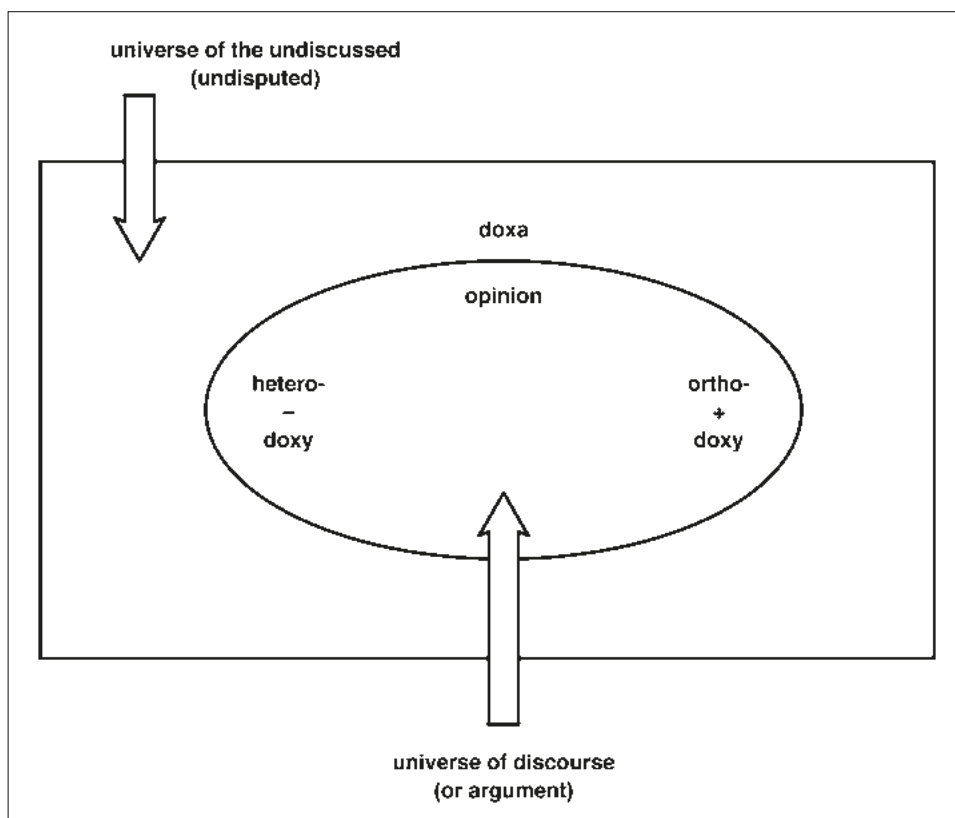 universe of the undiscussed
(undisputed)
doxa
opinion
hetero-
–
doxy
ortho-
+
doxy
universe of discourse
(or argument)